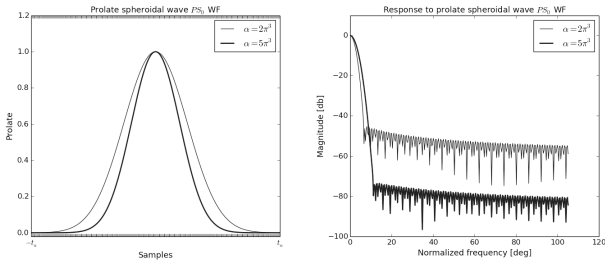 Prolate spheroidal wave PS₀ WF
1.2
1.0
0.8
0.6
0.4
0.2
0.0
Prolate
α=2π³
α=5π³
−tₙ
tₙ
Samples
Response to prolate spheroidal wave PS₀ WF
0
−20
−40
−60
−80
−100
Magnitude [db]
α=2π³
α=5π³
0
20
40
60
80
100
120
Normalized frequency [deg]